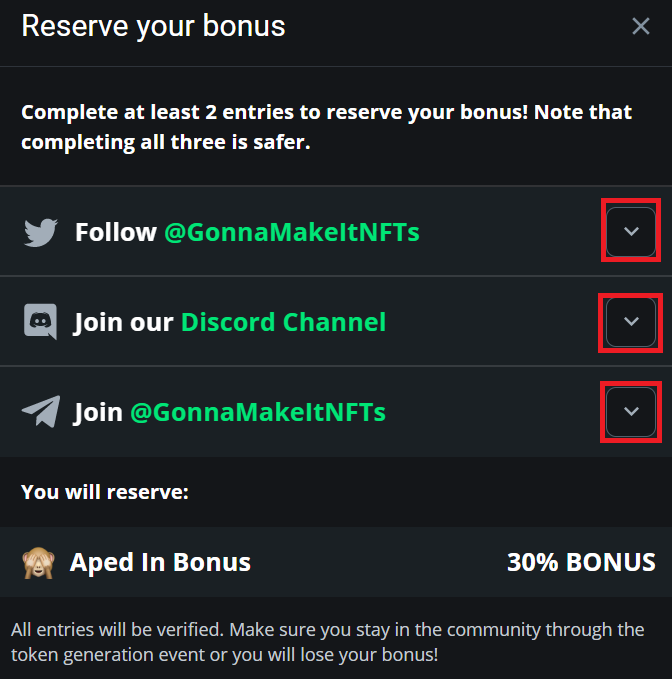 Reserve your bonus
Complete at least 2 entries to reserve your bonus! Note that
completing all three is safer.
Follow @GonnaMakeItNFTs
Join our Discord Channel
Join @GonnaMakeItNFTs
You will reserve:
Aped In Bonus 30% BONUS
All entries will be verified. Make sure you stay in the community through the
token generation event or you will lose your bonus!